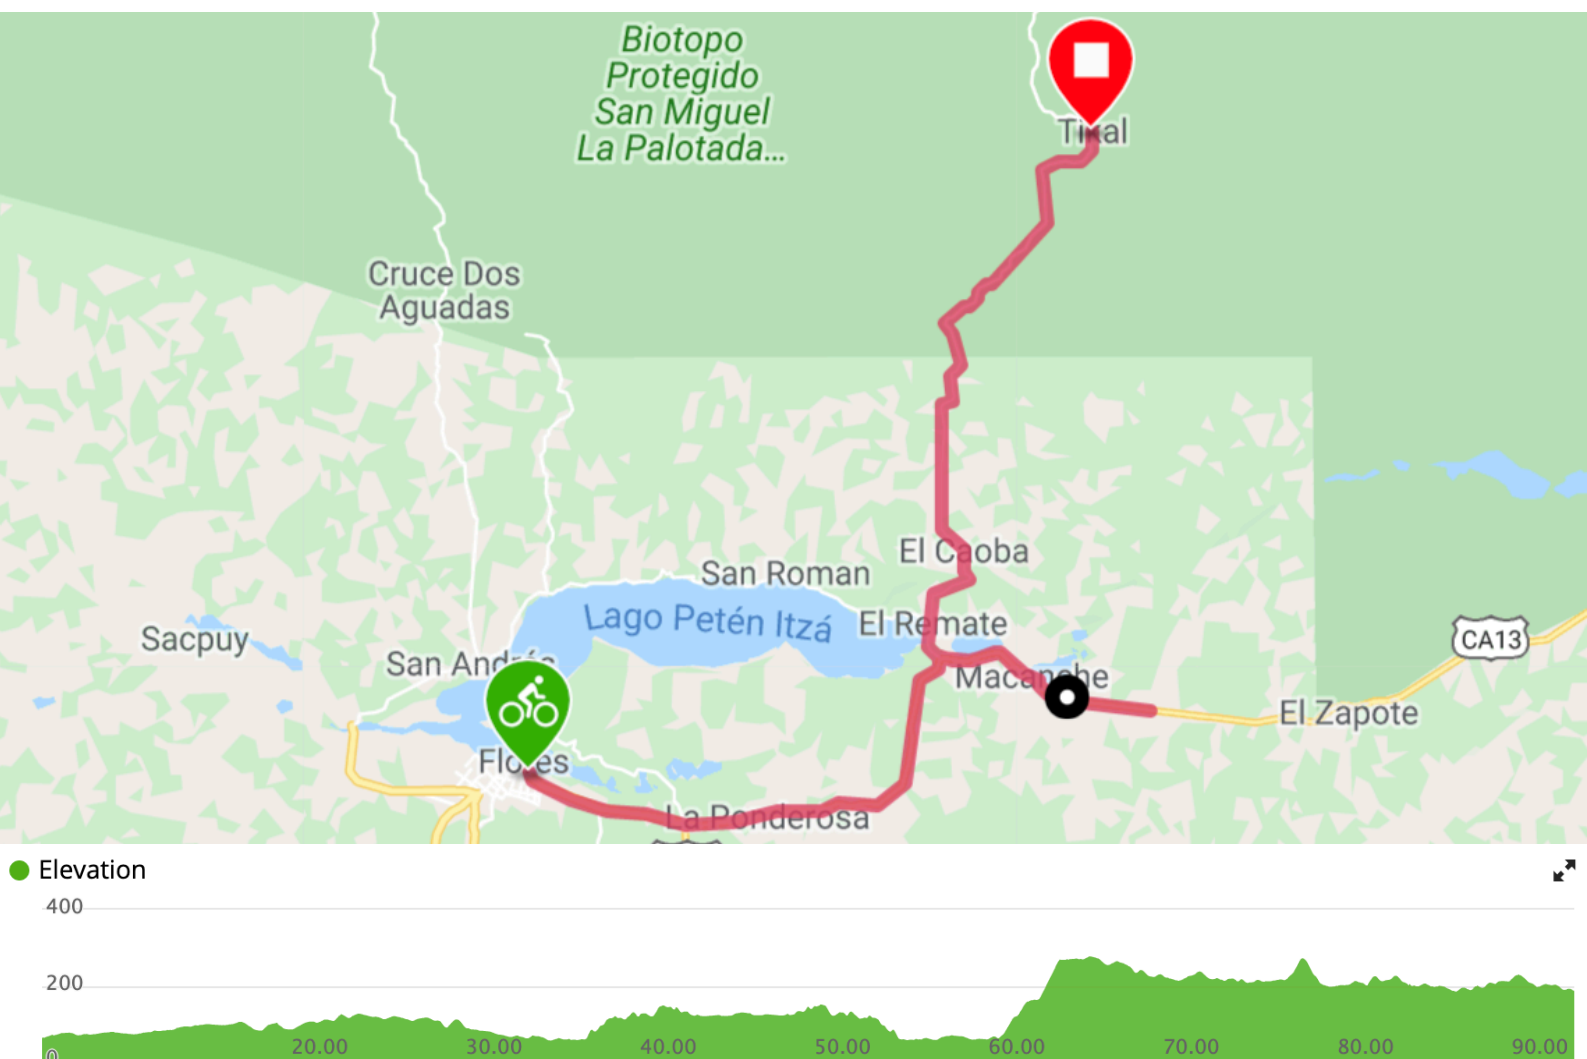 Biotopo
Protegido
San Miguel
La Palotada...
Tikal
Cruce Dos
Aguadas
El Caoba
San Roman
Lago Petén Itzá
El Remate
Sacpuy
CA13
San Andrés
Macanche
El Zapote
Flores
La Ponderosa
Elevation
400
200
0
20.00
30.00
40.00
50.00
60.00
70.00
80.00
90.00